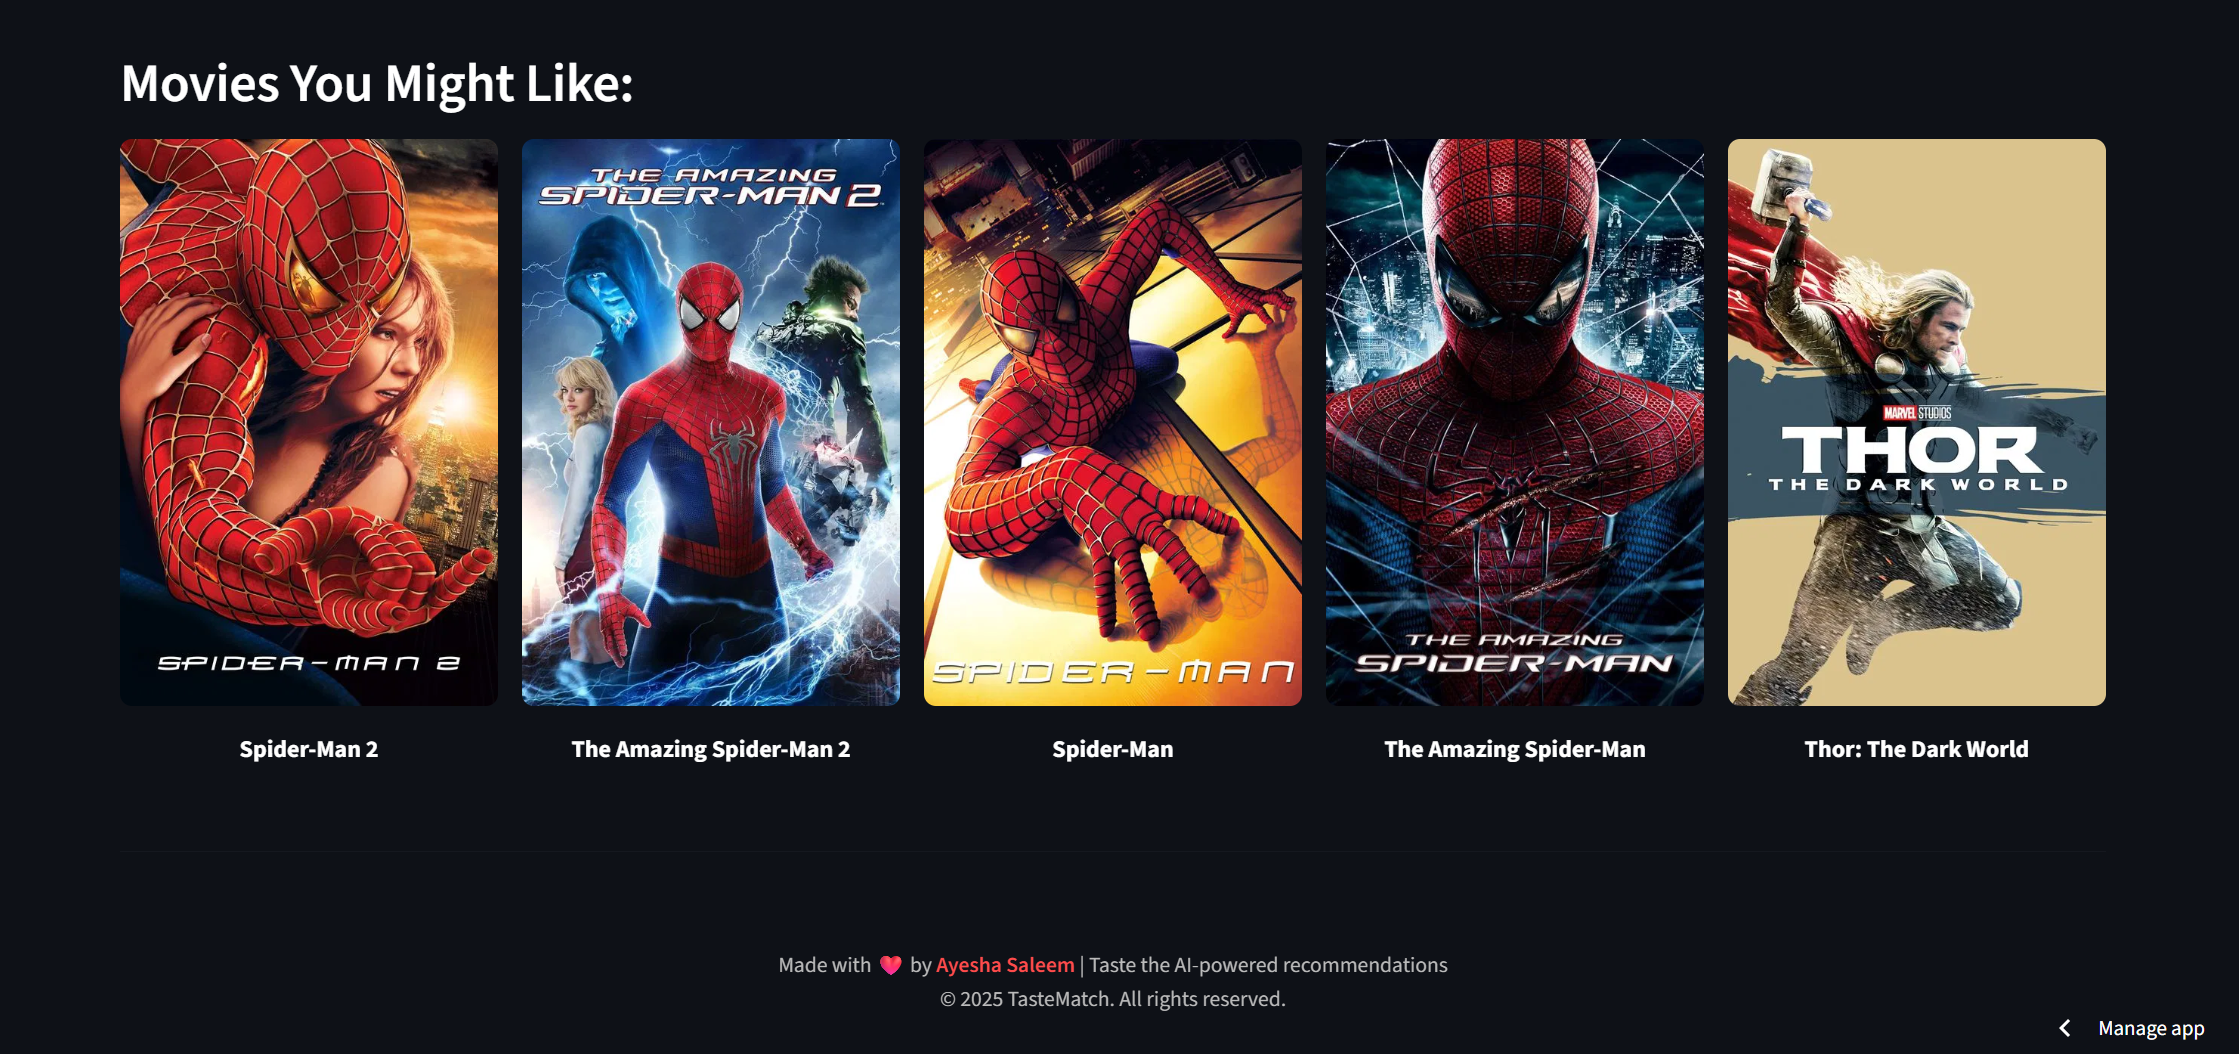 Movies You Might Like:
SPIDER-MAN 2
THE AMAZING
SPIDER-MAN 2
SPIDER-MAN
THE AMAZING
SPIDER-MAN
MARVEL STUDIOS
THOR
THE DARK WORLD
Spider-Man 2
The Amazing Spider-Man 2
Spider-Man
The Amazing Spider-Man
Thor: The Dark World
Made with ❤️ by Ayesha Saleem | Taste the AI-powered recommendations
© 2025 TasteMatch. All rights reserved.
Manage app